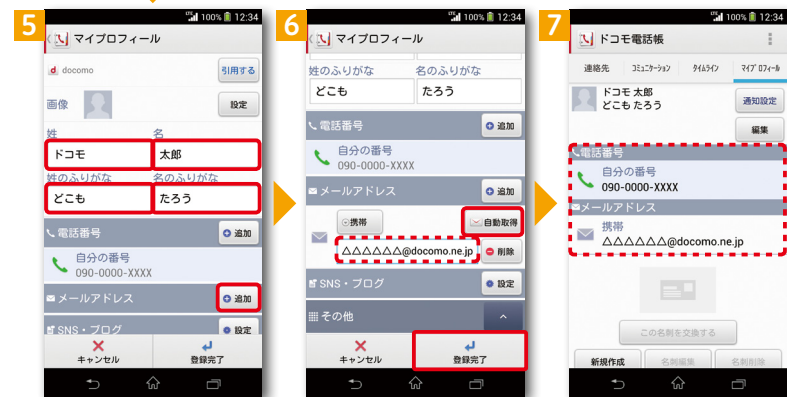 5
LTE 100% 12:34
マイプロフィール
docomo
引用する
画像
設定
姓 名
ドコモ 太郎
姓のふりがな 名のふりがな
どこも たろう
電話番号
追加
自分の番号
090-0000-XXXX
メールアドレス
追加
SNS・ブログ
設定
キャンセル
登録完了
6
LTE 100% 12:34
マイプロフィール
姓のふりがな 名のふりがな
どこも たろう
電話番号
追加
自分の番号
090-0000-XXXX
メールアドレス
追加
携帯
自動取得
△△△△△△@docomo.ne.jp
削除
SNS・ブログ
設定
その他
キャンセル
登録完了
7
LTE 100% 12:34
ドコモ電話帳
連絡先 コミュニケーション タイムライン マイプロフィール
ドコモ 太郎
どこも たろう
通知設定
編集
電話番号
自分の番号
090-0000-XXXX
メールアドレス
携帯
△△△△△△@docomo.ne.jp
この名刺を交換する
新規作成 名刺編集 名刺削除